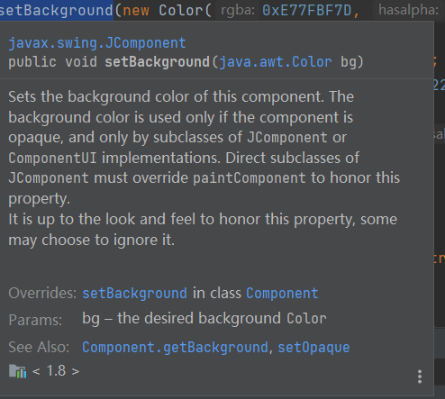 setBackground(new Color( rgba: 0xE77FBF7D, hasalpha:
javax.swing.JComponent
public void setBackground(java.awt.Color bg)
;
22
Sets the background color of this component. The
background color is used only if the component is
opaque, and only by subclasses of JComponent or
ComponentUI implementations. Direct subclasses of
JComponent must override paintComponent to honor this
property.
It is up to the look and feel to honor this property, some
may choose to ignore it.
Overrides: setBackground in class Component
Params: bg – the desired background Color
See Also: Component.getBackground, setOpaque
< 1.8 >